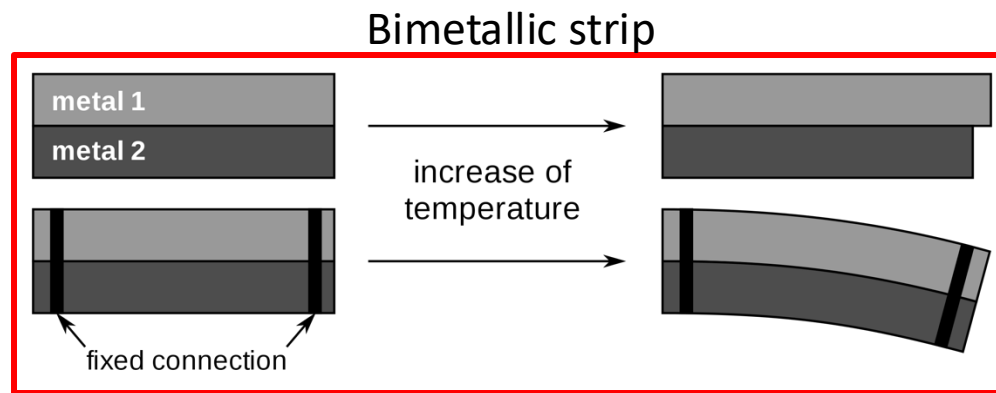 Bimetallic strip
metal 1
metal 2
increase of
temperature
fixed connection